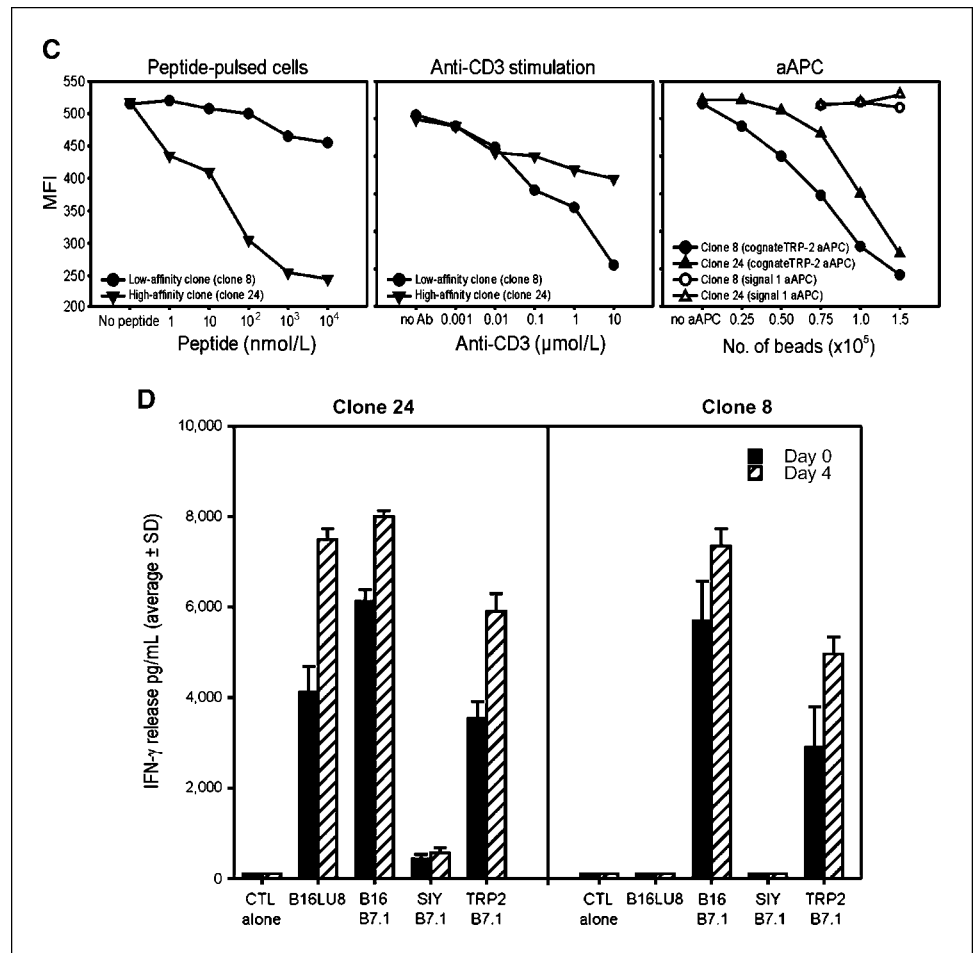 C
Peptide-pulsed cells
Anti-CD3 stimulation
aAPC
MFI
550
500
450
400
350
300
250
200
Low-affinity clone (clone 8)
High-affinity clone (clone 24)
No peptide 1 10 10² 10³ 10⁴
Peptide (nmol/L)
Low-affinity clone (clone 8)
High-affinity clone (clone 24)
no Ab 0.001 0.01 0.1 1 10
Anti-CD3 (μmol/L)
Clone 8 (cognateTRP-2 aAPC)
Clone 24 (cognateTRP-2 aAPC)
Clone 8 (signal 1 aAPC)
Clone 24 (signal 1 aAPC)
no aAPC 0.25 0.50 0.75 1.0 1.5
No. of beads (x10⁵)
D
Clone 24
Clone 8
IFN-γ release pg/mL (average ± SD)
10,000
8,000
6,000
4,000
2,000
0
Day 0
Day 4
CTL B16LU8 B16 SIY TRP2 CTL B16LU8 B16 SIY TRP2
alone B7.1 B7.1 B7.1 alone B7.1 B7.1 B7.1